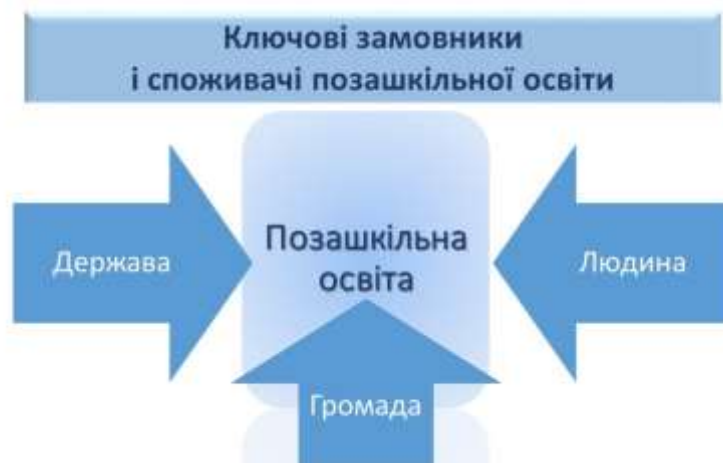 Ключові замовники
і споживачі позашкільної освіти
Держава
Позашкільна
освіта
Людина
Громада